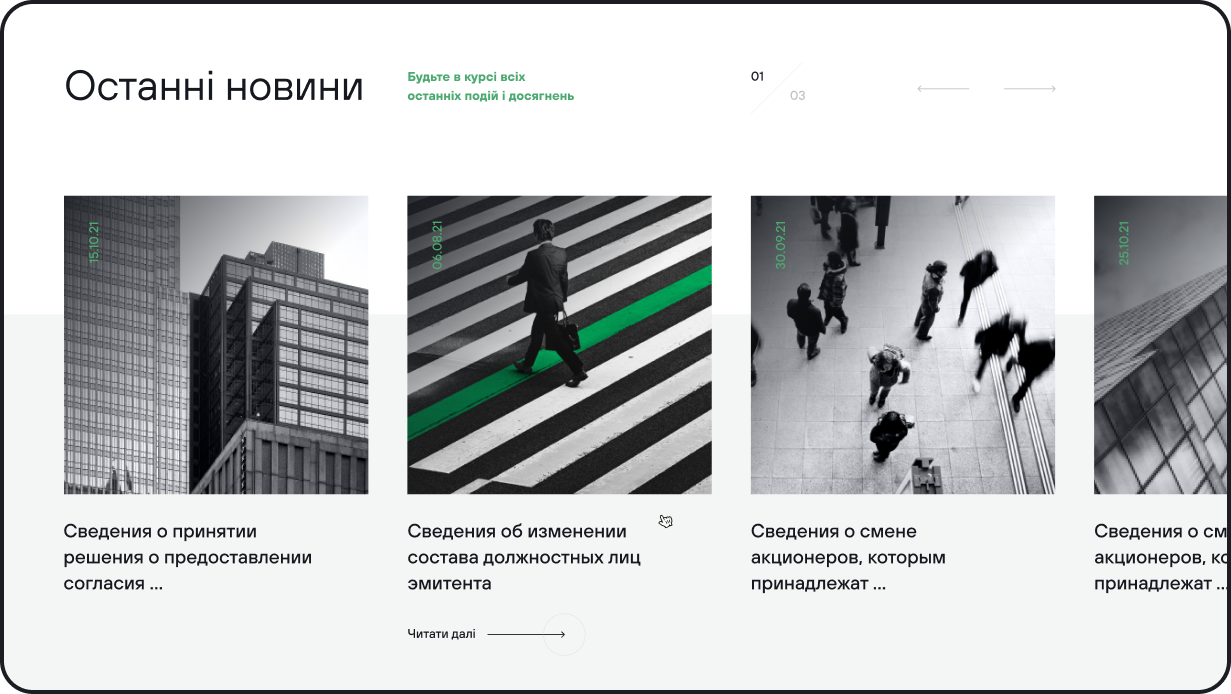 Останні новини
Будьте в курсі всіх
останніх подій і досягнень
01
03
15.10.21
06.08.21
30.09.21
25.10.21
Сведения о принятии
решения о предоставлении
согласия ...
Сведения об изменении
состава должностных лиц
эмитента
Читати далі
Сведения о смене
акционеров, которым
принадлежат ...
Сведения о см
акционеров, ко
принадлежат ...